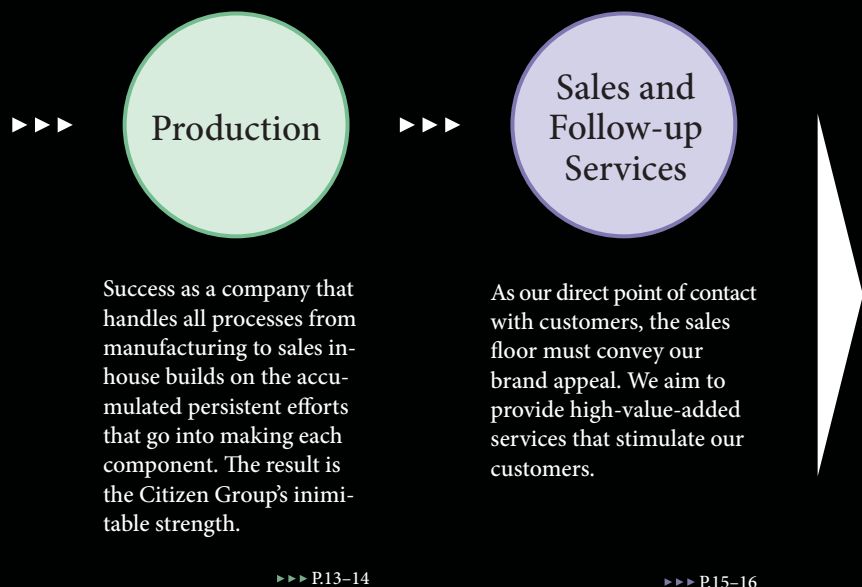 ▶▶▶
Production
▶▶▶
Sales and
Follow-up
Services
Success as a company that
handles all processes from
manufacturing to sales in-
house builds on the accu-
mulated persistent efforts
that go into making each
component. The result is
the Citizen Group's inimi-
table strength.
▶▶▶ P.13–14
As our direct point of contact
with customers, the sales
floor must convey our
brand appeal. We aim to
provide high-value-added
services that stimulate our
customers.
▶▶▶ P.15–16